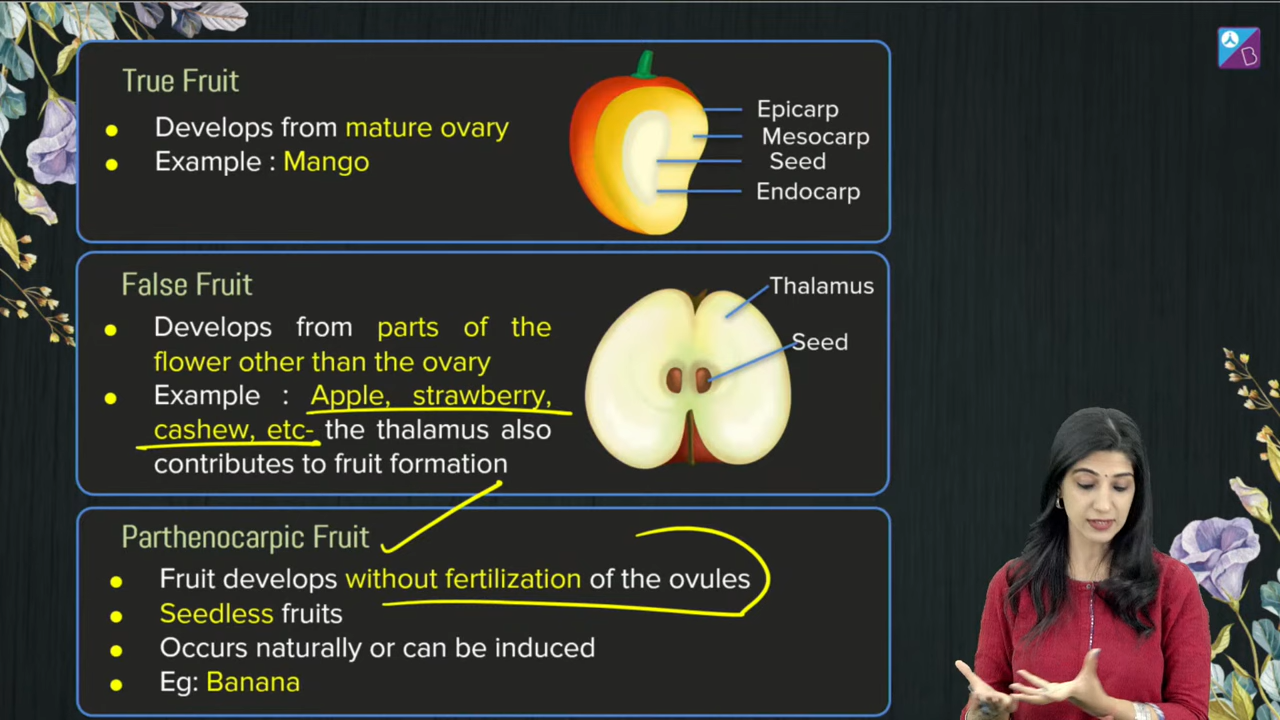 True Fruit
Develops from mature ovary
Example : Mango
Epicarp
Mesocarp
Seed
Endocarp
False Fruit
Develops from parts of the
flower other than the ovary
Example : Apple, strawberry,
cashew, etc- the thalamus also
contributes to fruit formation
Thalamus
Seed
Parthenocarpic Fruit
Fruit develops without fertilization of the ovules
Seedless fruits
Occurs naturally or can be induced
Eg: Banana
B